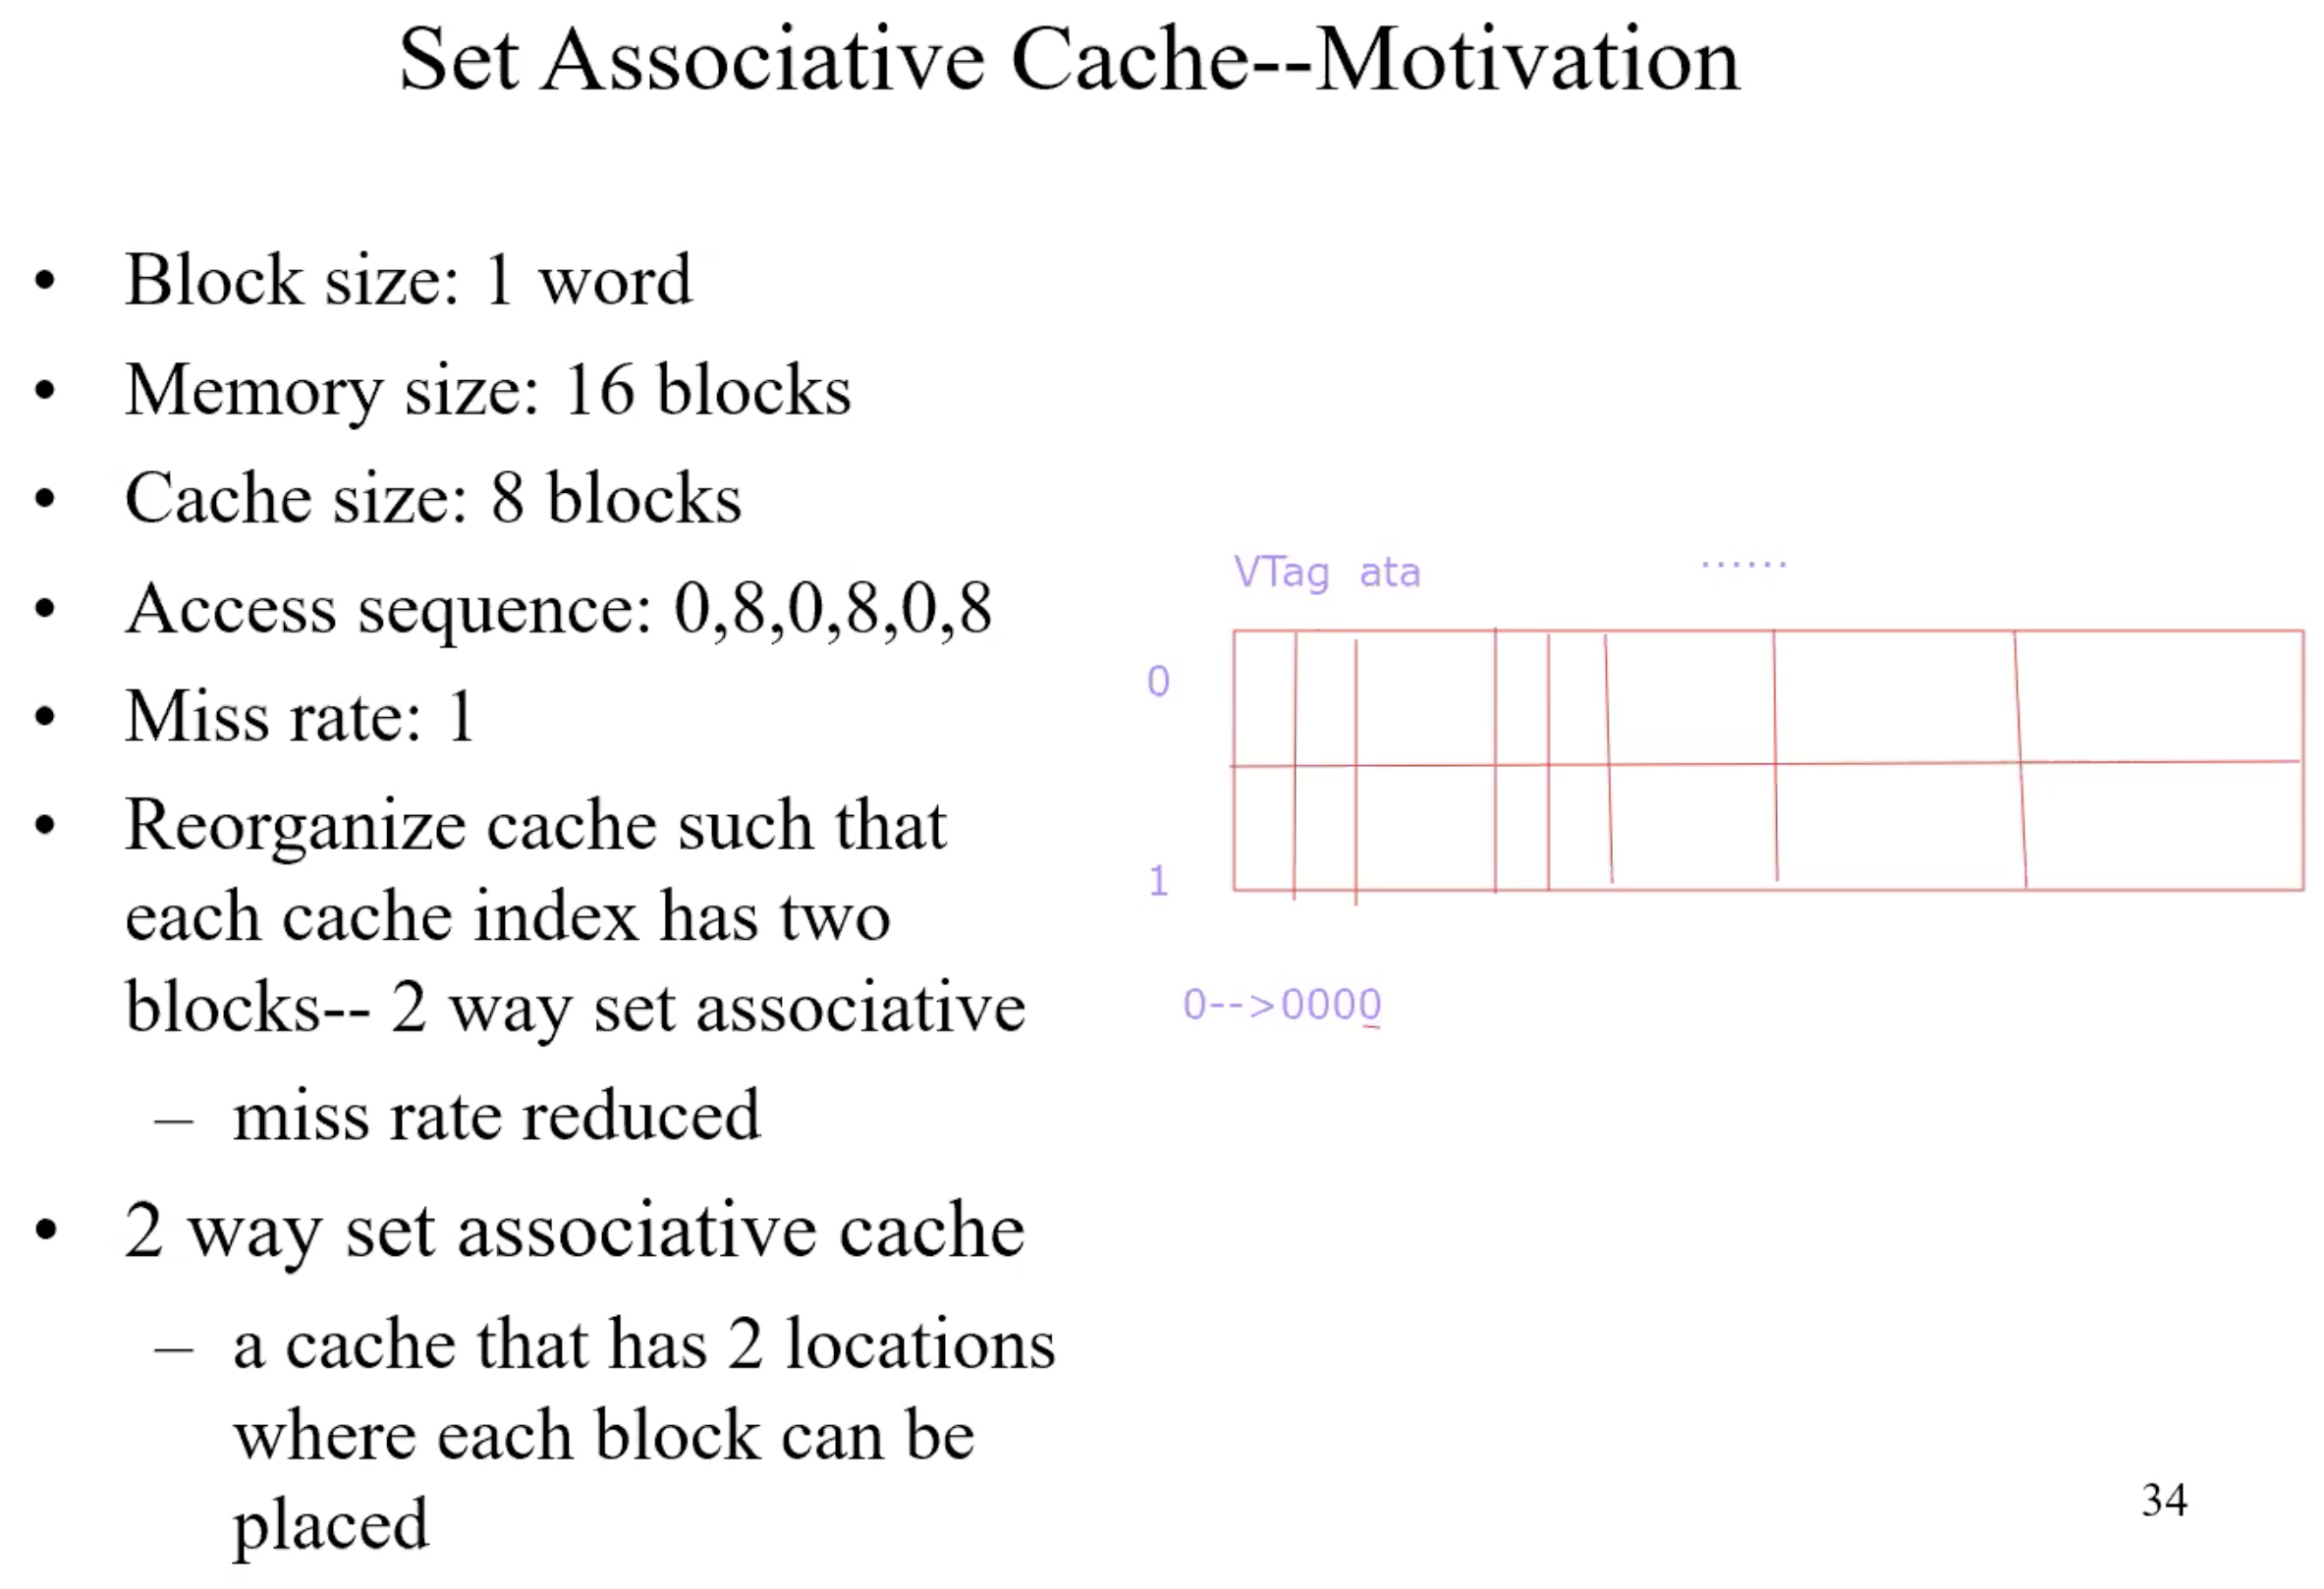 Set Associative Cache--Motivation
• Block size: 1 word
• Memory size: 16 blocks
• Cache size: 8 blocks
• Access sequence: 0,8,0,8,0,8
• Miss rate: 1
• Reorganize cache such that
each cache index has two
blocks-- 2 way set associative
– miss rate reduced
• 2 way set associative cache
– a cache that has 2 locations
where each block can be
placed
VTag ata ......
0
1
0-->0000
34